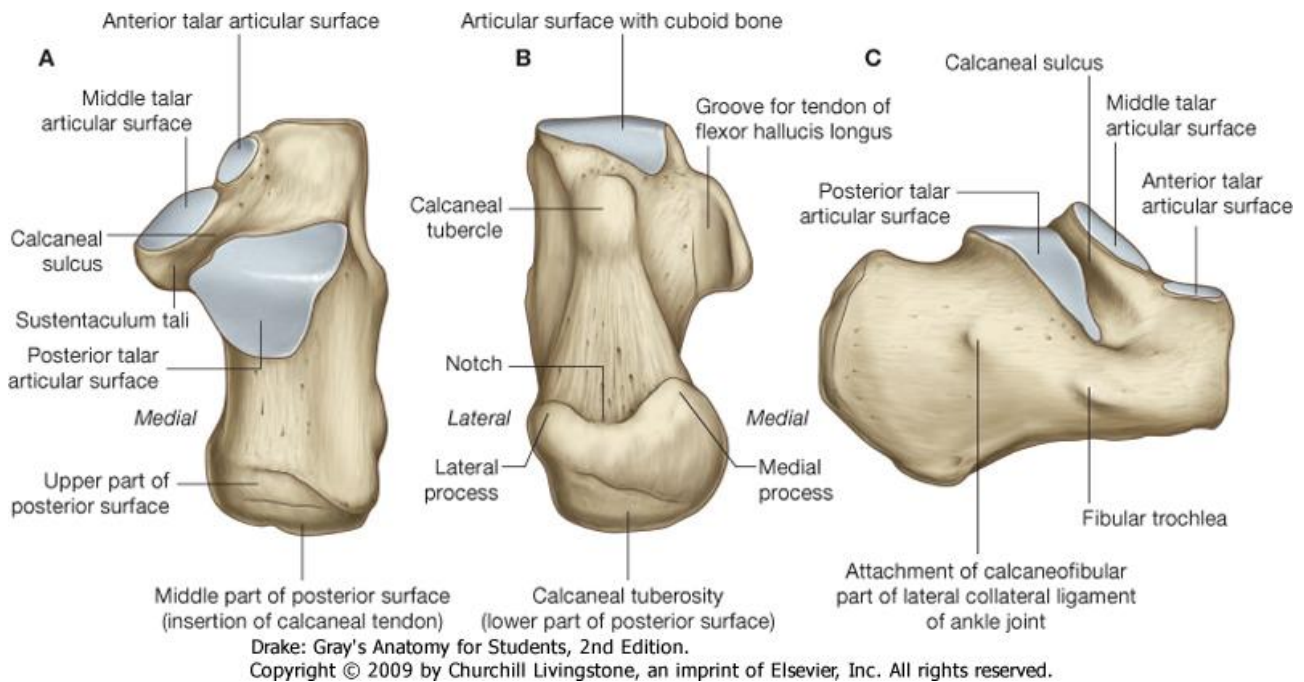 Anterior talar articular surface
A
Middle talar
articular surface
Calcaneal
sulcus
Sustentaculum tali
Posterior talar
articular surface
Medial
Upper part of
posterior surface
Middle part of posterior surface
(insertion of calcaneal tendon)
Articular surface with cuboid bone
B
Groove for tendon of
flexor hallucis longus
Calcaneal
tubercle
Notch
Lateral
Medial
Lateral
process
Medial
process
Calcaneal tuberosity
(lower part of posterior surface)
C
Calcaneal sulcus
Middle talar
articular surface
Posterior talar
articular surface
Anterior talar
articular surface
Fibular trochlea
Attachment of calcaneofibular
part of lateral collateral ligament
of ankle joint
Drake: Gray's Anatomy for Students, 2nd Edition.
Copyright © 2009 by Churchill Livingstone, an imprint of Elsevier, Inc. All rights reserved.